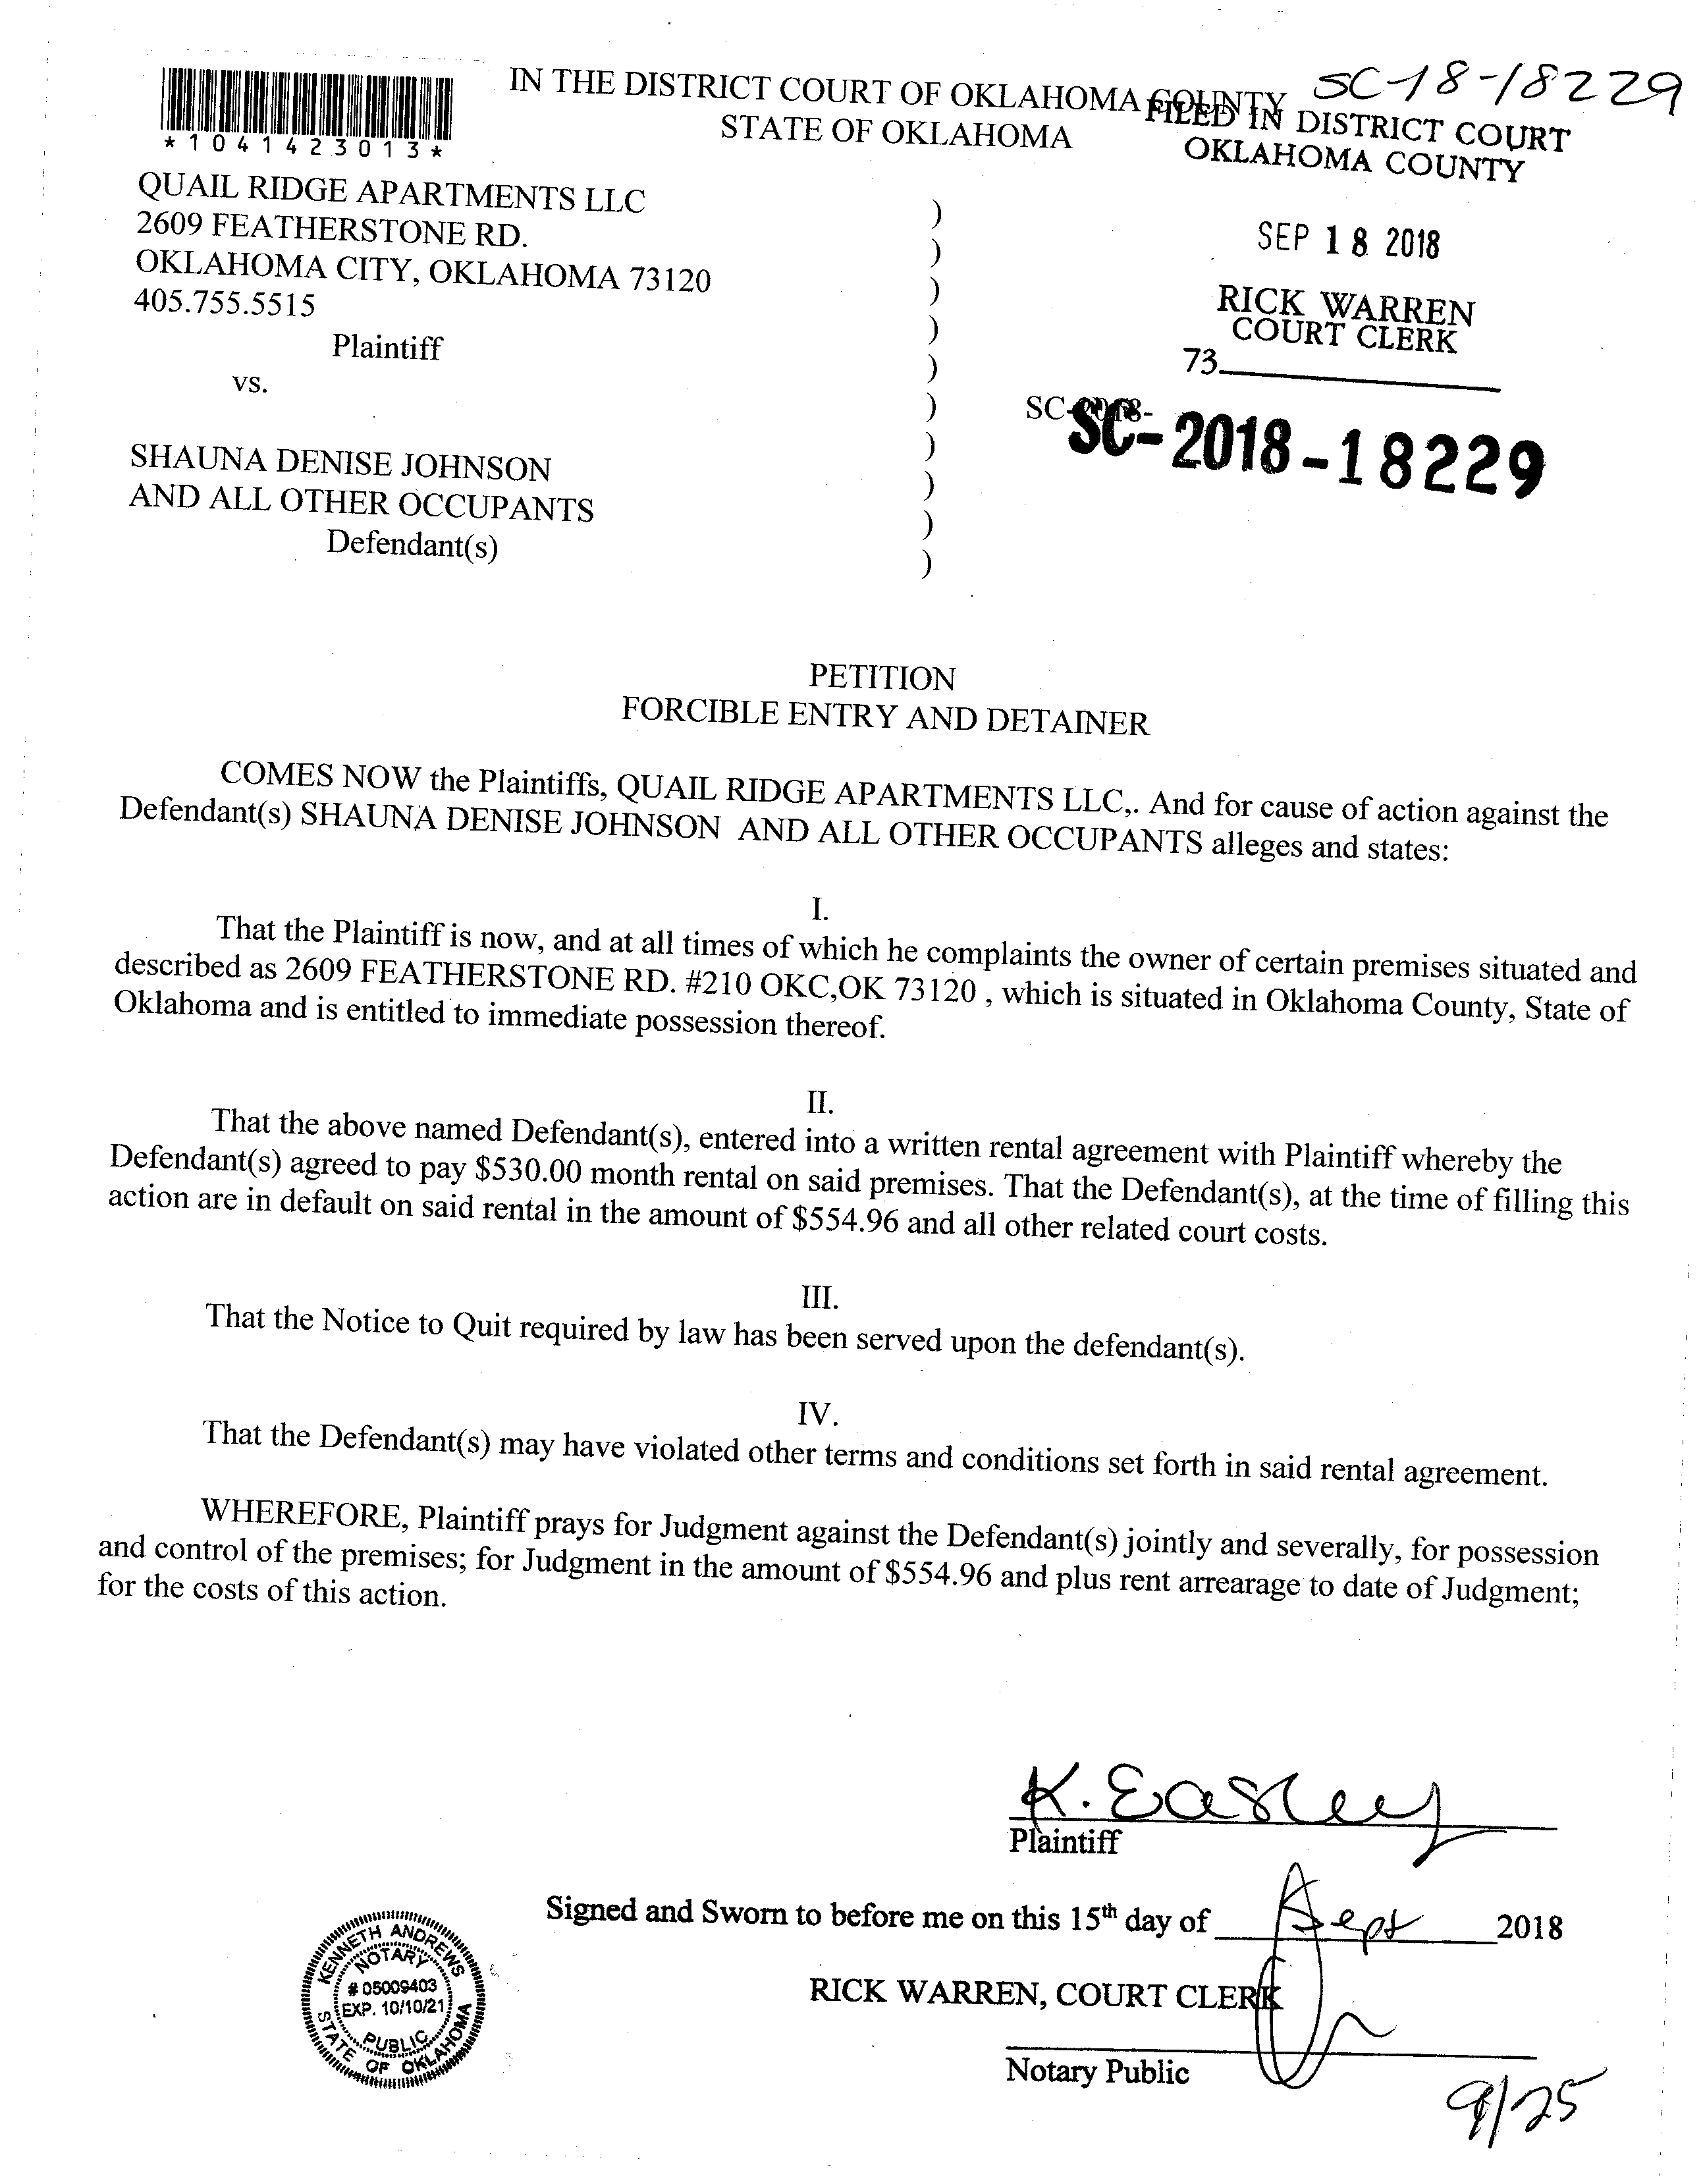 SC-18-18229
IN THE DISTRICT COURT OF OKLAHOMA COUNTY
STATE OF OKLAHOMA
FILED IN DISTRICT COURT
OKLAHOMA COUNTY
*1041423013*
QUAIL RIDGE APARTMENTS LLC
2609 FEATHERSTONE RD.
OKLAHOMA CITY, OKLAHOMA 73120
405.755.5515
Plaintiff
vs.
SHAUNA DENISE JOHNSON
AND ALL OTHER OCCUPANTS
Defendant(s)
)
)
)
)
)
)
)
)
)
)
SEP 18 2018
RICK WARREN
COURT CLERK
73
SC-2018-
SC-2018-18229
PETITION
FORCIBLE ENTRY AND DETAINER
COMES NOW the Plaintiffs, QUAIL RIDGE APARTMENTS LLC,. And for cause of action against the
Defendant(s) SHAUNA DENISE JOHNSON AND ALL OTHER OCCUPANTS alleges and states:
I.
That the Plaintiff is now, and at all times of which he complaints the owner of certain premises situated and
described as 2609 FEATHERSTONE RD. #210 OKC,OK 73120 , which is situated in Oklahoma County, State of
Oklahoma and is entitled to immediate possession thereof.
II.
That the above named Defendant(s), entered into a written rental agreement with Plaintiff whereby the
Defendant(s) agreed to pay $530.00 month rental on said premises. That the Defendant(s), at the time of filling this
action are in default on said rental in the amount of $554.96 and all other related court costs.
III.
That the Notice to Quit required by law has been served upon the defendant(s).
IV.
That the Defendant(s) may have violated other terms and conditions set forth in said rental agreement.
WHEREFORE, Plaintiff prays for Judgment against the Defendant(s) jointly and severally, for possession
and control of the premises; for Judgment in the amount of $554.96 and plus rent arrearage to date of Judgment;
for the costs of this action.
K. Easley
Plaintiff
Signed and Sworn to before me on this 15th day of Sept 2018
RICK WARREN, COURT CLERK
Notary Public
KENNETH ANDREWS
NOTARY
# 05009403
EXP. 10/10/21
PUBLIC
STATE OF OKLAHOMA
9/25